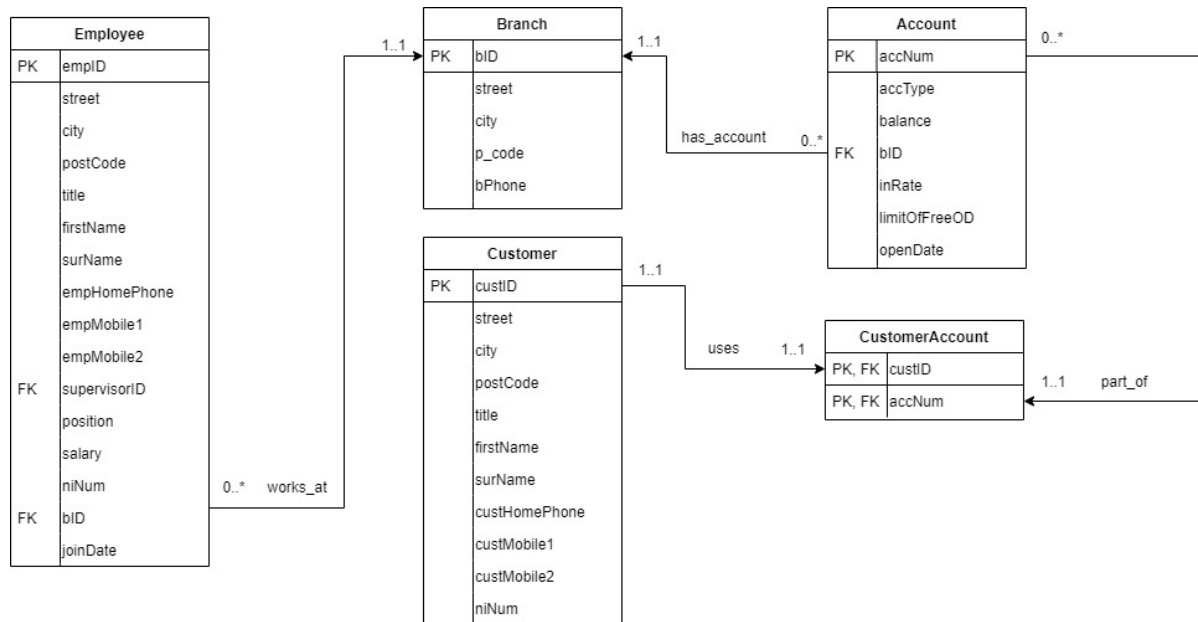 Employee
PK empID
street
city
postCode
title
firstName
surName
empHomePhone
empMobile1
empMobile2
FK supervisorID
position
salary
niNum
FK bID
joinDate
0..* works_at
1..1
Branch
PK bID
street
city
p_code
bPhone
1..1
has_account 0..*
Account
PK accNum
accType
balance
FK bID
inRate
limitOfFreeOD
openDate
0..*
Customer
PK custID
street
city
postCode
title
firstName
surName
custHomePhone
custMobile1
custMobile2
niNum
1..1
uses 1..1
CustomerAccount
PK, FK custID
PK, FK accNum
1..1 part_of